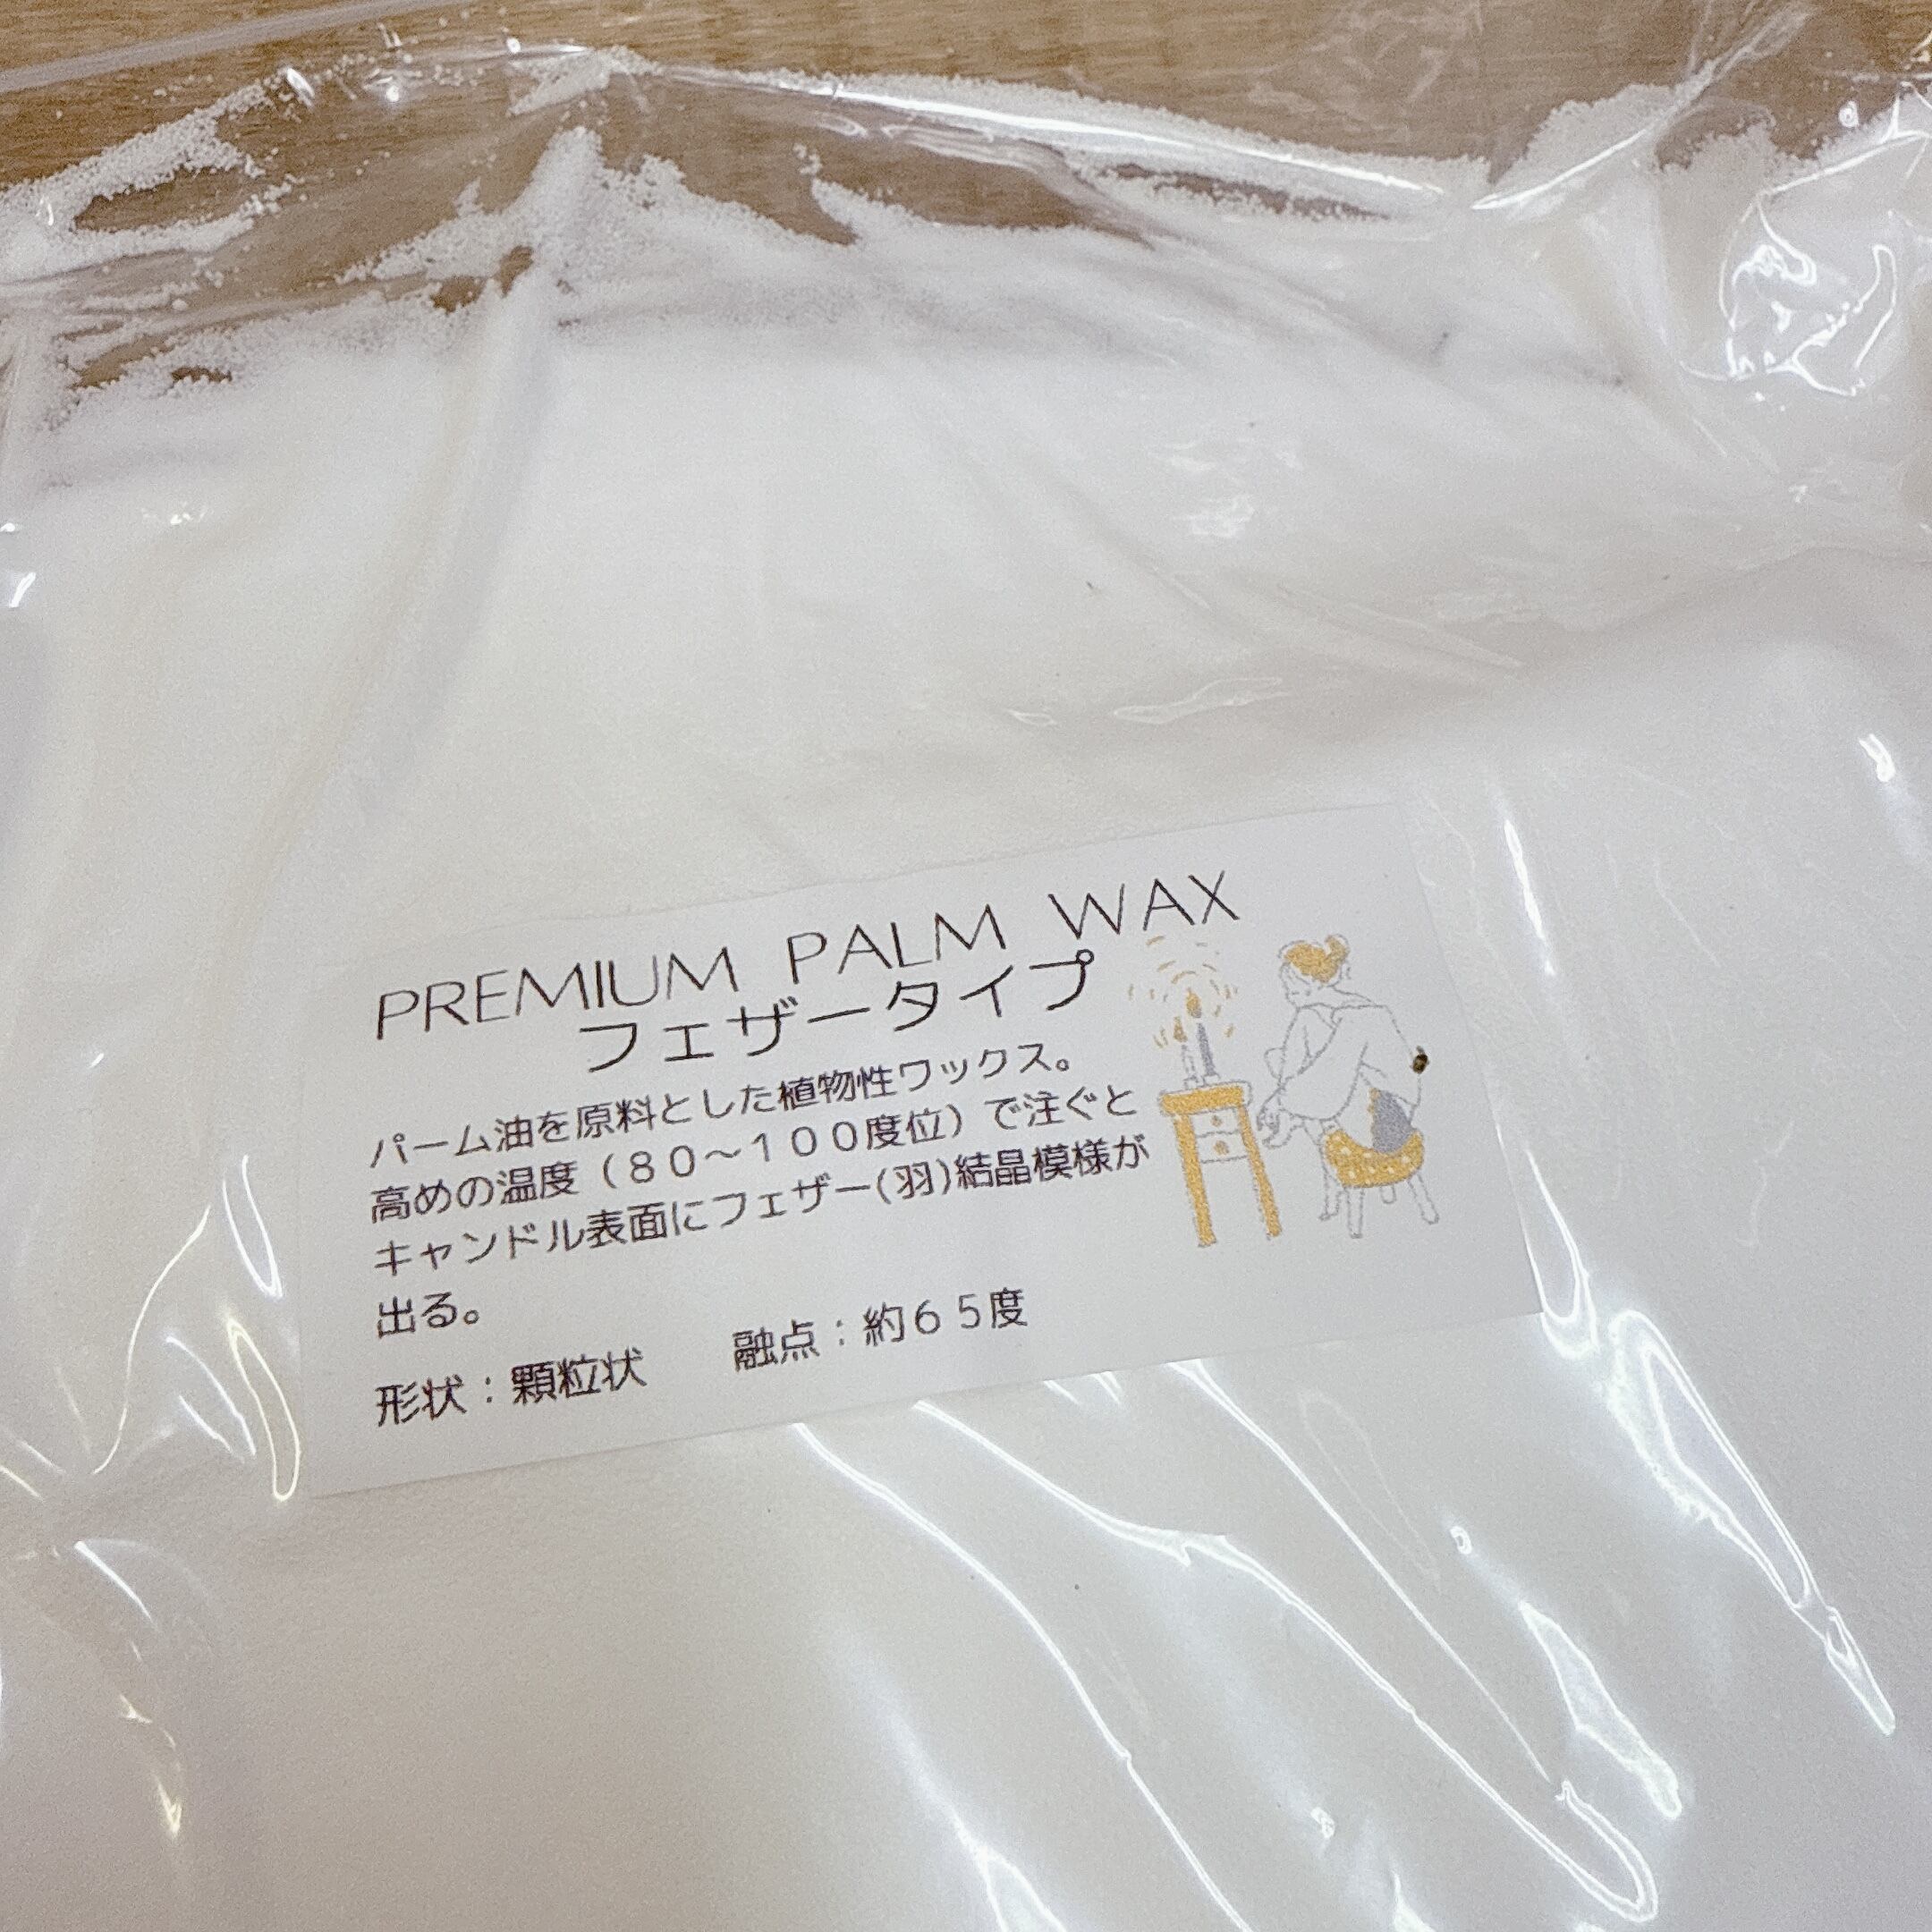 PREMIUM PALM WAX
フェザータイプ
パーム油を原料とした植物性ワックス。
高めの温度（８０～１００度位）で注ぐと
キャンドル表面にフェザー(羽)結晶模様が
出る。
形状：顆粒状　　融点：約６５度